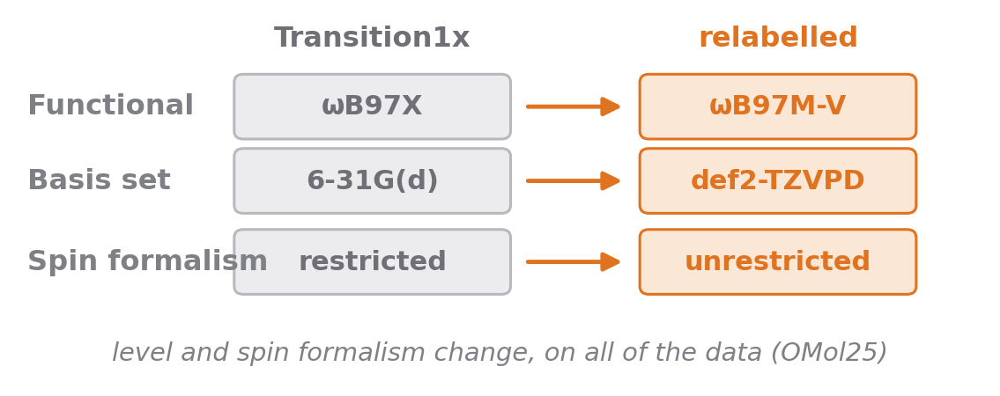 Transition1x relabelled
Functional ωB97X ωB97M-V
Basis set 6-31G(d) def2-TZVPD
Spin formalism restricted unrestricted
level and spin formalism change, on all of the data (OMol25)